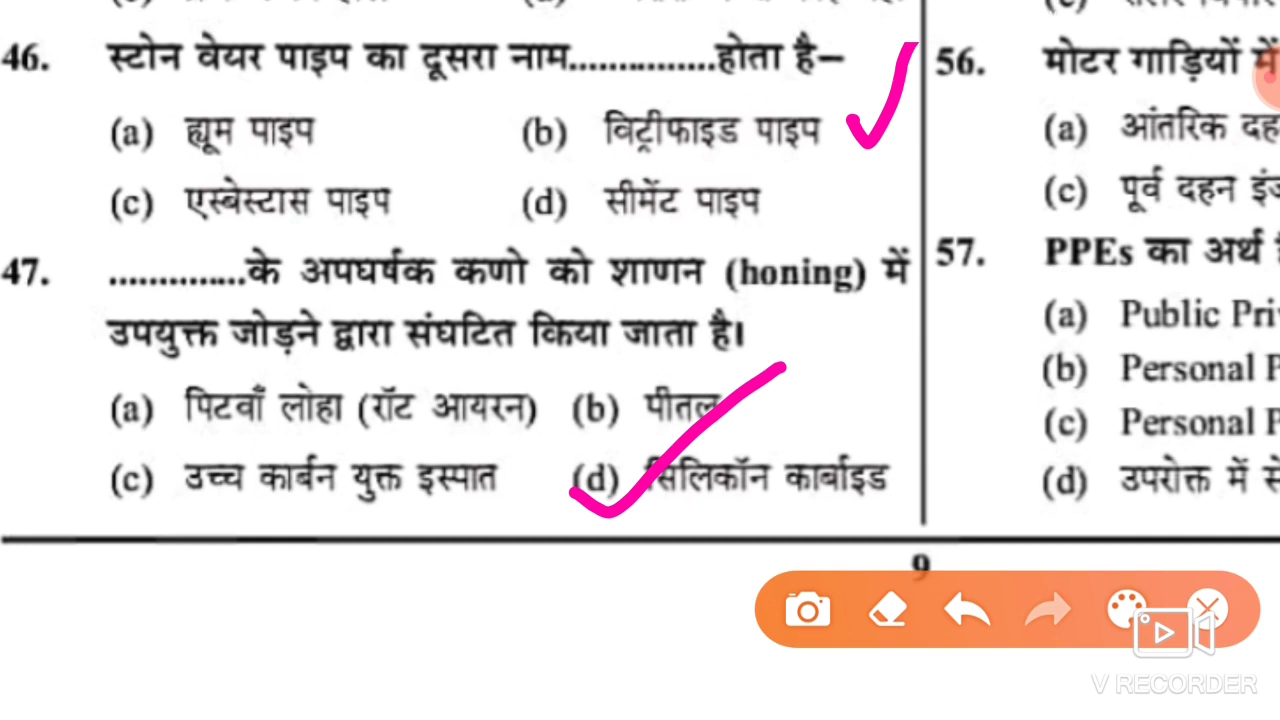 46. स्टोन वेयर पाइप का दूसरा नाम...............होता है–
(a) ह्यूम पाइप (b) विट्रीफाइड पाइप
(c) एस्बेस्टास पाइप (d) सीमेंट पाइप
47. ..............के अपघर्षक कणो को शाणन (honing) में
उपयुक्त जोड़ने द्वारा संघटित किया जाता है।
(a) पिटवाँ लोहा (रॉट आयरन) (b) पीतल
(c) उच्च कार्बन युक्त इस्पात (d) सिलिकॉन कार्बाइड
56. मोटर गाड़ियों में
(a) आंतरिक
(c) पूर्व दहन
57. PPEs का अर्थ
(a) Public
(b) Personal
(c) Personal
(d) उपरोक्त में
9
V RECORDER